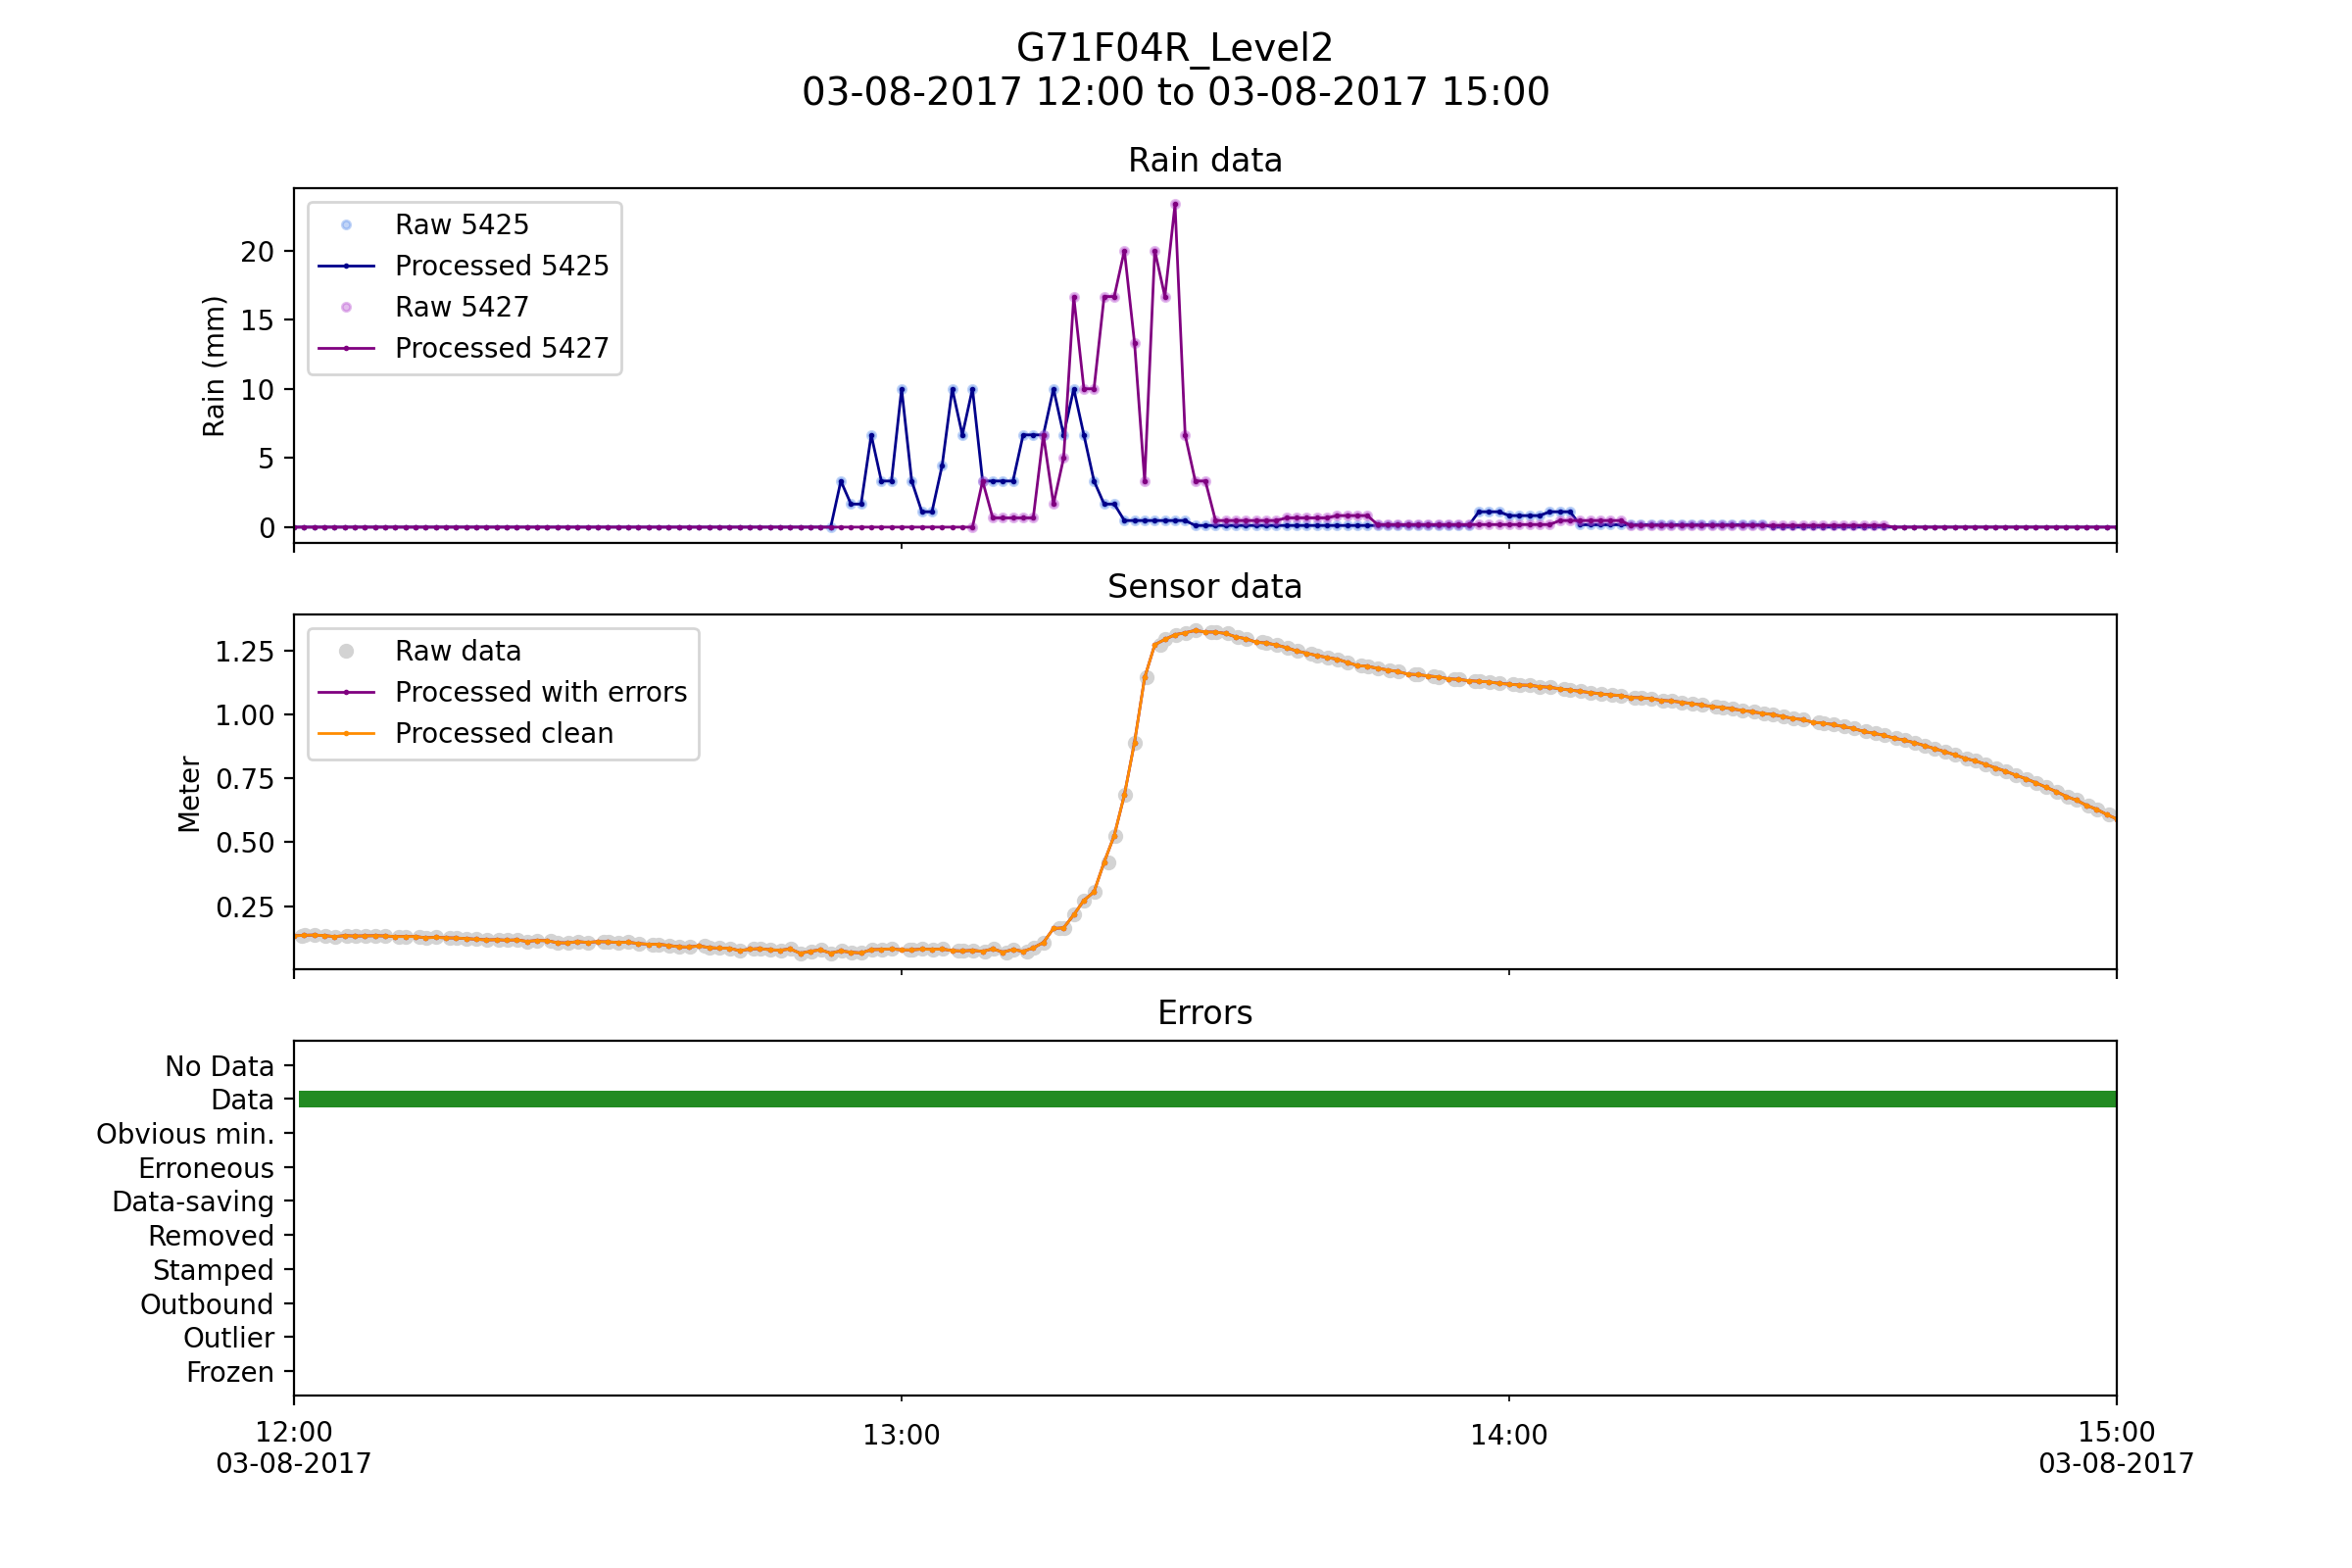 G71F04R_Level2
03-08-2017 12:00 to 03-08-2017 15:00
Rain data
Raw 5425
Processed 5425
Raw 5427
Processed 5427
Rain (mm)
20
15
10
5
0
Sensor data
Raw data
Processed with errors
Processed clean
Meter
1.25
1.00
0.75
0.50
0.25
Errors
No Data
Data
Obvious min.
Erroneous
Data-saving
Removed
Stamped
Outbound
Outlier
Frozen
12:00 13:00 14:00 15:00
03-08-2017 03-08-2017